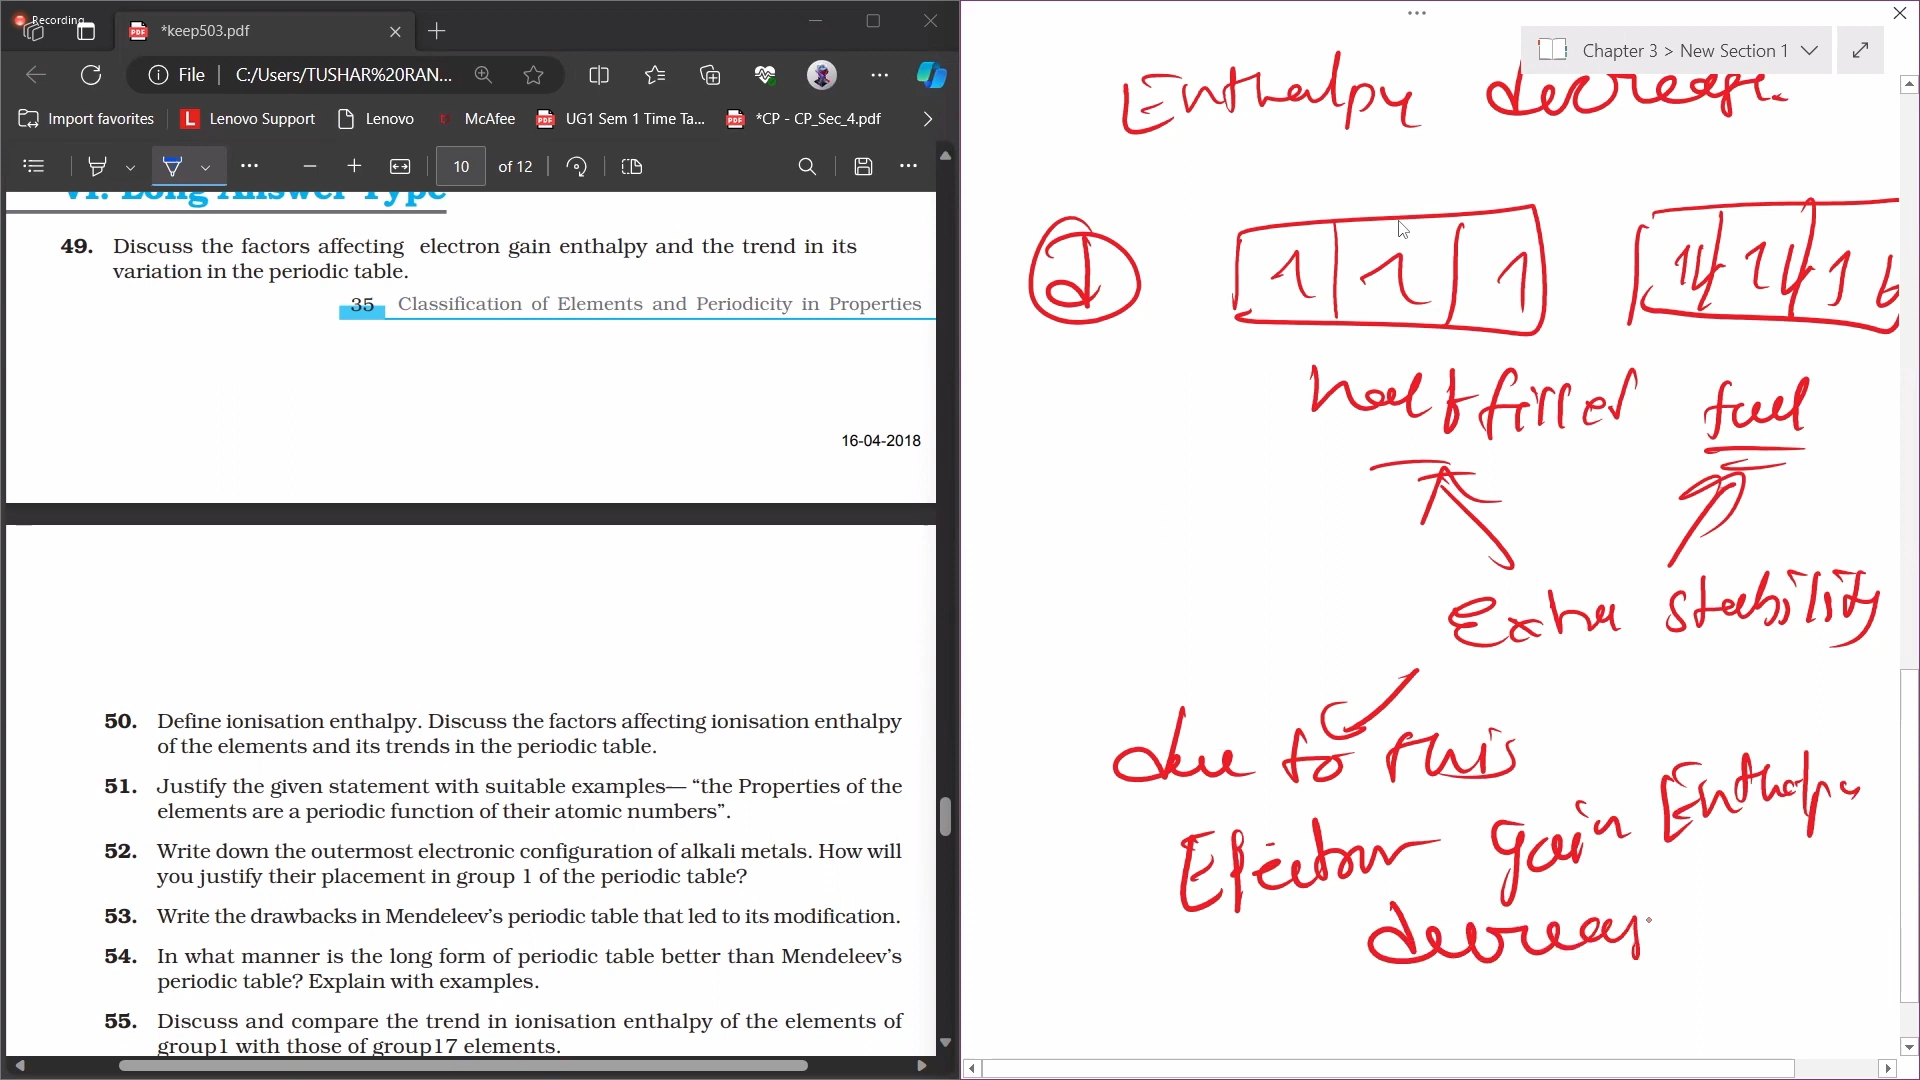 Recording
*keep503.pdf
File
C:/Users/TUSHAR%20RAN...
Import favorites
Lenovo Support
Lenovo
McAfee
UG1 Sem 1 Time Ta...
*CP - CP_Sec_4.pdf
10 of 12
VI. Long Answer Type
49. Discuss the factors affecting electron gain enthalpy and the trend in its
variation in the periodic table.
35 Classification of Elements and Periodicity in Properties
16-04-2018
50. Define ionisation enthalpy. Discuss the factors affecting ionisation enthalpy
of the elements and its trends in the periodic table.
51. Justify the given statement with suitable examples— “the Properties of the
elements are a periodic function of their atomic numbers”.
52. Write down the outermost electronic configuration of alkali metals. How will
you justify their placement in group 1 of the periodic table?
53. Write the drawbacks in Mendeleev’s periodic table that led to its modification.
54. In what manner is the long form of periodic table better than Mendeleev’s
periodic table? Explain with examples.
55. Discuss and compare the trend in ionisation enthalpy of the elements of
group1 with those of group17 elements.
Chapter 3 > New Section 1
Enthalpy decrease.
1 1 1
half filled full
Extra stability
due to this
Electron gain Enthalpy
decreas